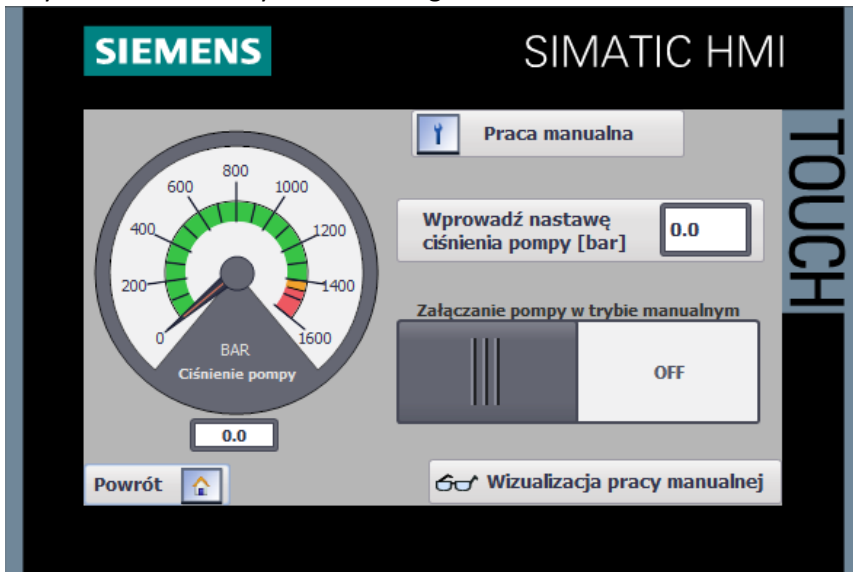 SIEMENS
SIMATIC HMI
TOUCH
Praca manualna
Wprowadź nastawę
ciśnienia pompy [bar]
0.0
Załączanie pompy w trybie manualnym
OFF
0
200
400
600
800
1000
1200
1400
1600
BAR
Ciśnienie pompy
0.0
Powrót
Wizualizacja pracy manualnej